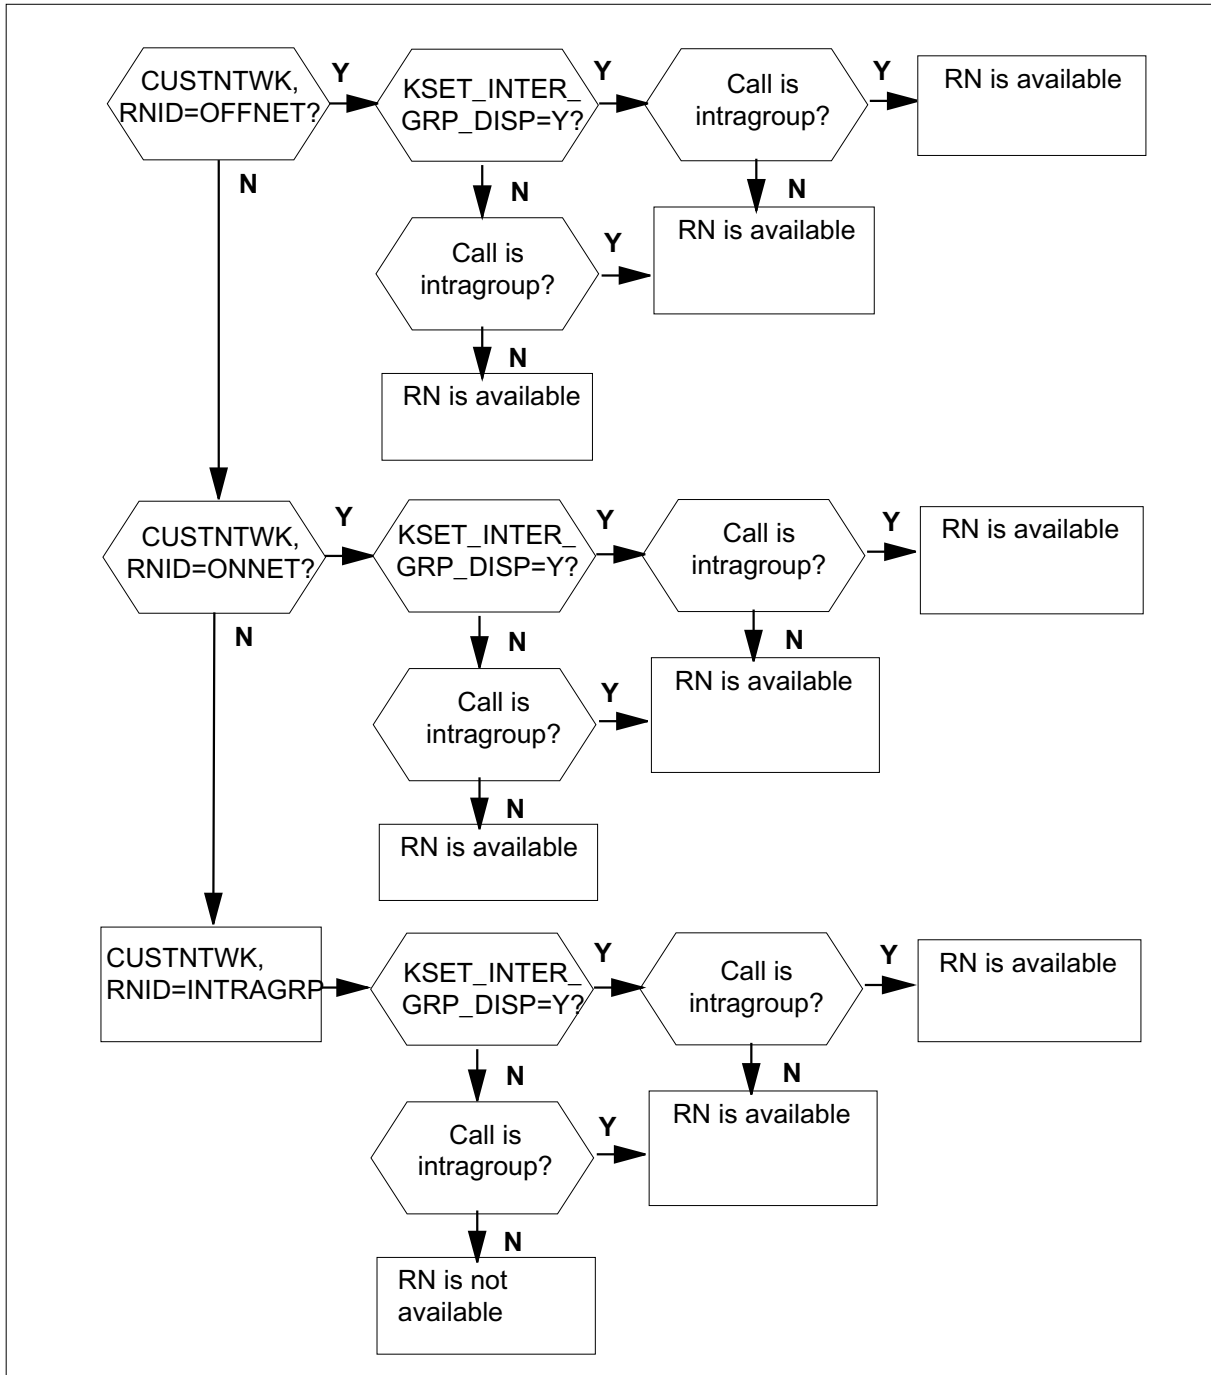 CUSTNTWK,
RNID=OFFNET?
Y
KSET_INTER_
GRP_DISP=Y?
Y
Call is
intragroup?
Y
RN is available
N
N
N
Call is
intragroup?
Y
RN is available
N
RN is available
CUSTNTWK,
RNID=ONNET?
Y
KSET_INTER_
GRP_DISP=Y?
Y
Call is
intragroup?
Y
RN is available
N
N
N
Call is
intragroup?
Y
RN is available
N
RN is available
CUSTNTWK,
RNID=INTRAGRP
KSET_INTER_
GRP_DISP=Y?
Y
Call is
intragroup?
Y
RN is available
N
N
Call is
intragroup?
Y
RN is available
N
RN is not
available